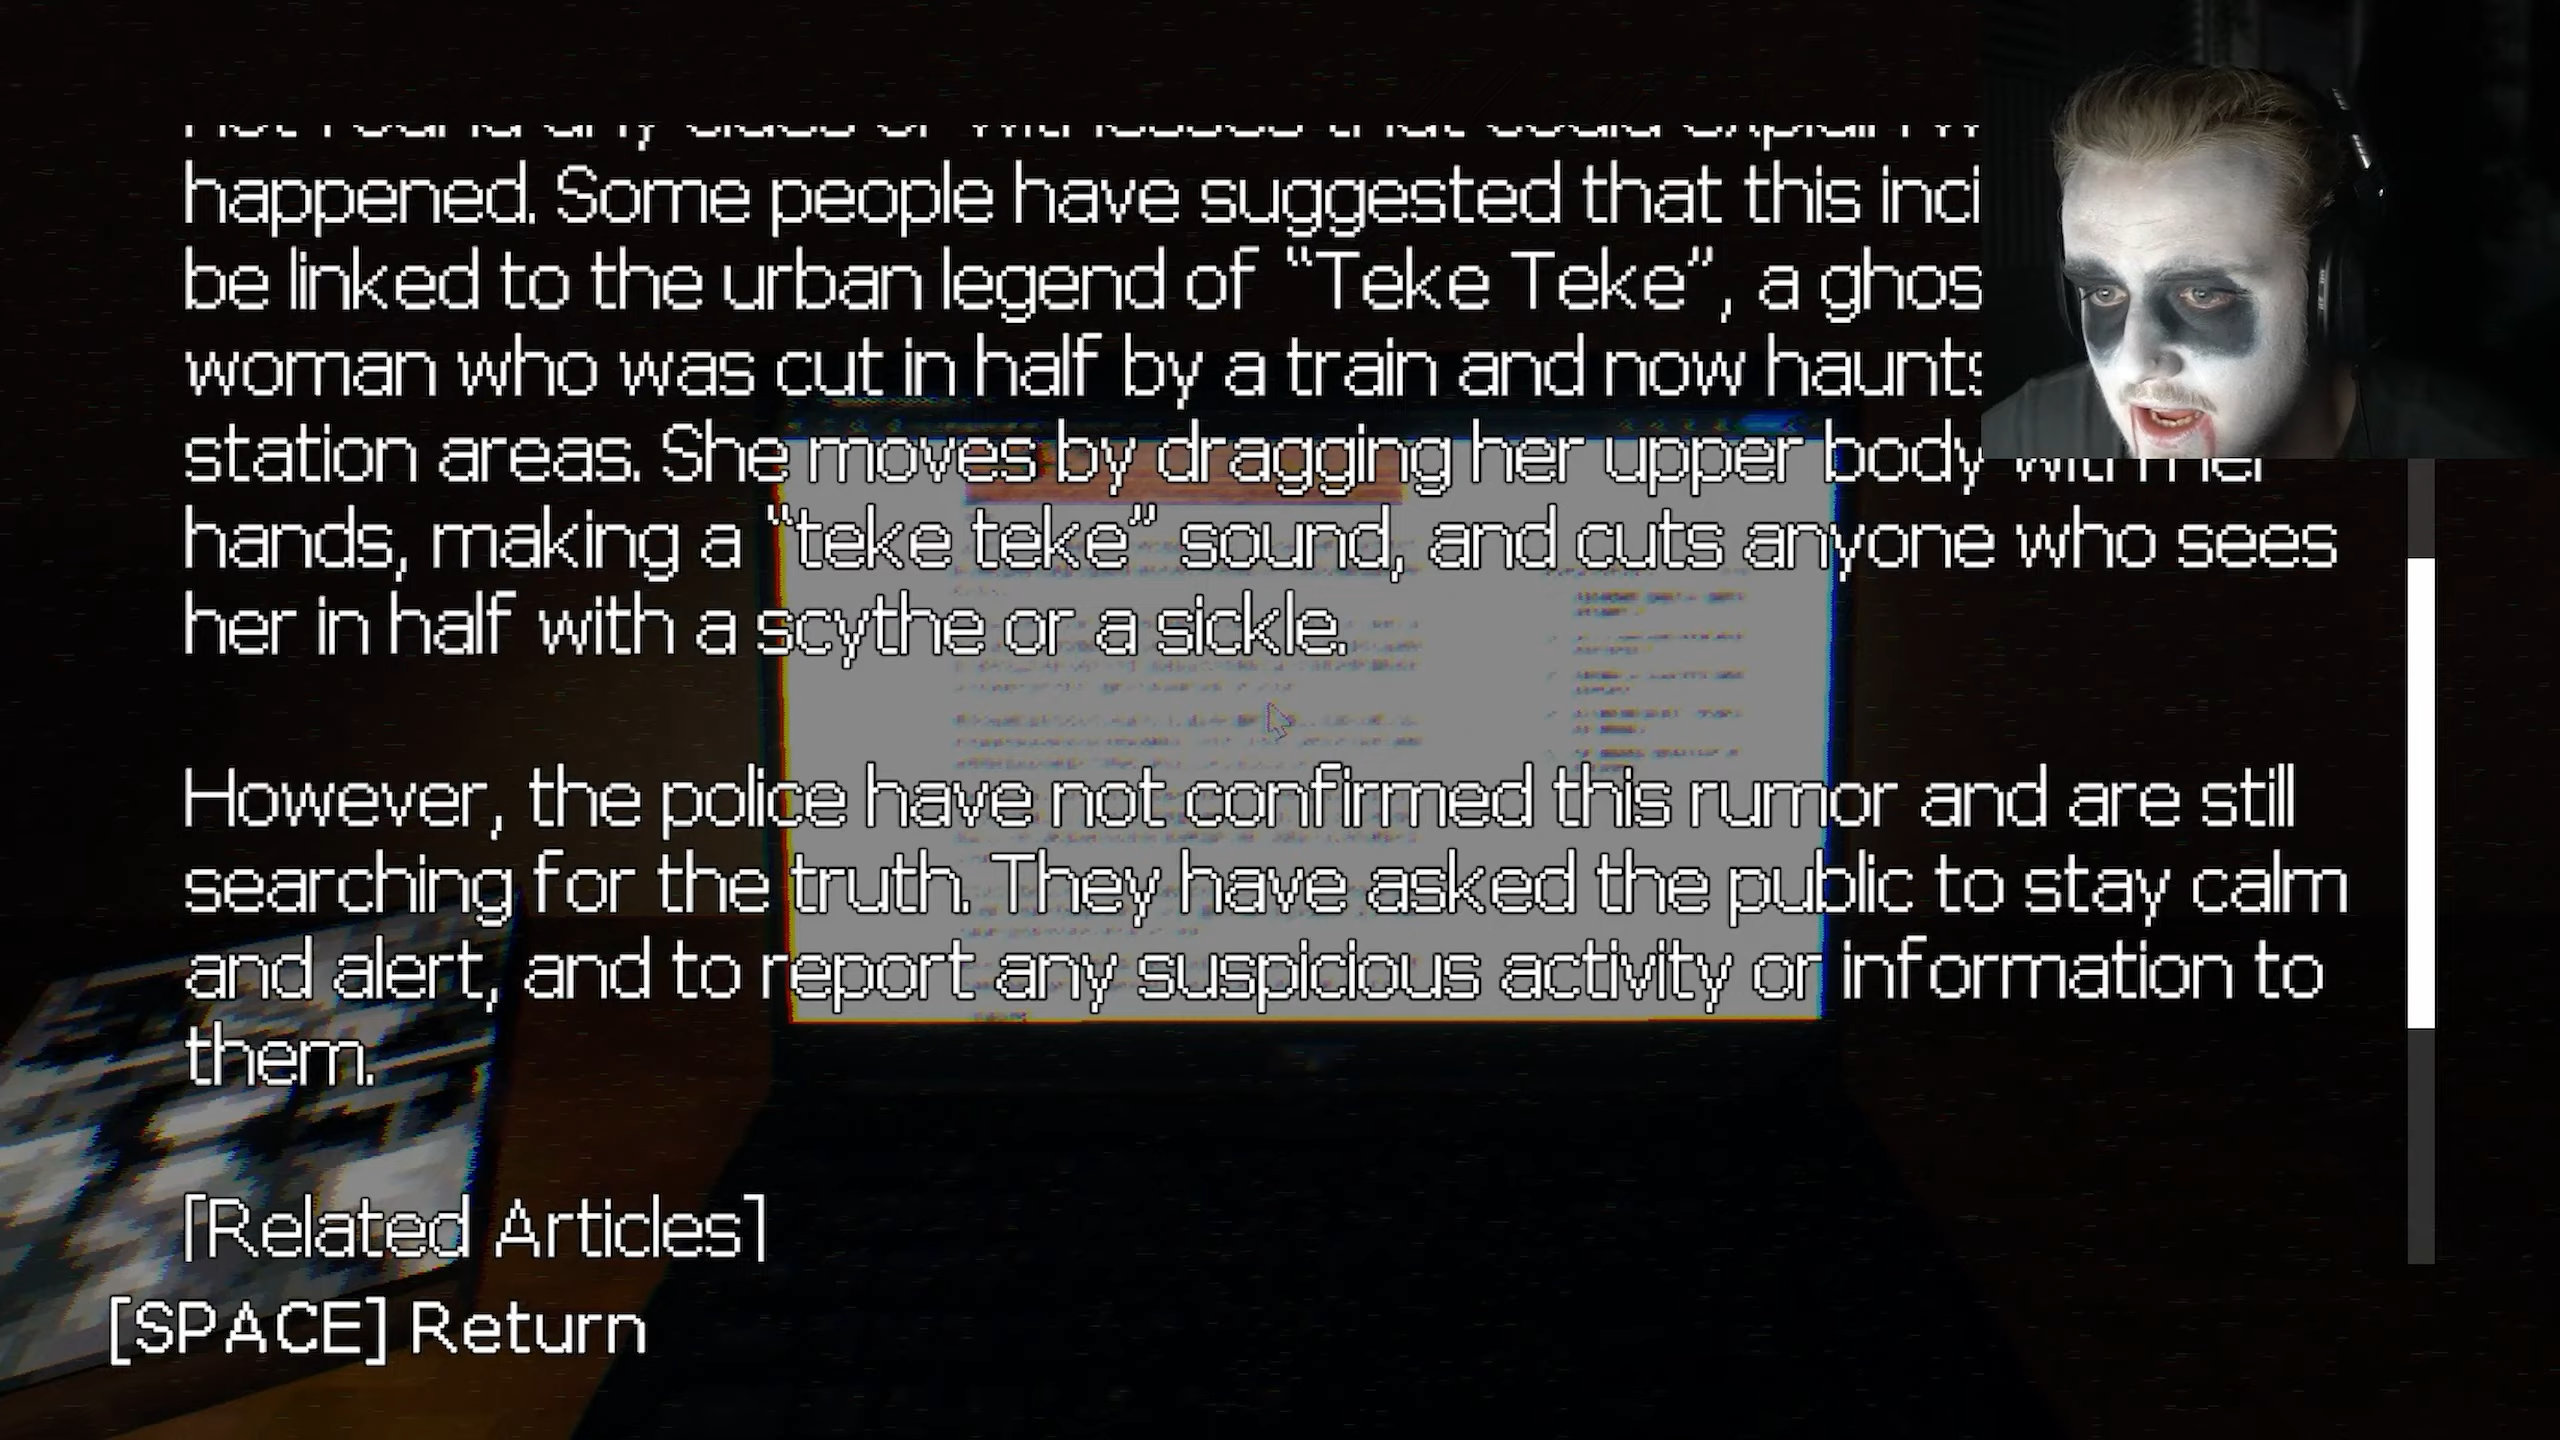 happened. Some people have suggested that this
be linked to the urban legend of “Teke Teke”, a
woman who was cut in half by a train and now haunts
station areas. She moves by dragging her upper body with her
hands, making a “teke teke” sound, and cuts anyone who sees
her in half with a scythe or a sickle.
However, the police have not confirmed this rumor and are still
searching for the truth. They have asked the public to stay calm
and alert, and to report any suspicious activity or information to
them.
[Related Articles]
[SPACE] Return